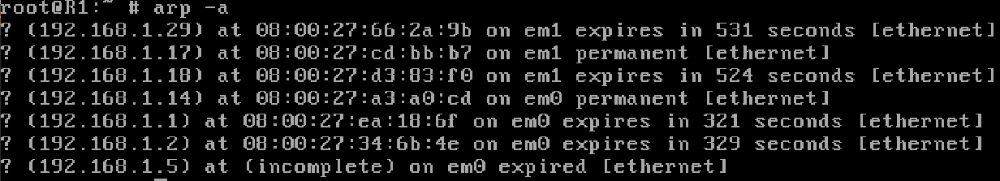 root@R1:~ # arp -a
? (192.168.1.29) at 08:00:27:66:2a:9b on em1 expires in 531 seconds [ethernet]
? (192.168.1.17) at 08:00:27:cd:bb:b7 on em1 permanent [ethernet]
? (192.168.1.18) at 08:00:27:d3:83:f0 on em1 expires in 524 seconds [ethernet]
? (192.168.1.14) at 08:00:27:a3:a0:cd on em0 permanent [ethernet]
? (192.168.1.1) at 08:00:27:ea:18:6f on em0 expires in 321 seconds [ethernet]
? (192.168.1.2) at 08:00:27:34:6b:4e on em0 expires in 329 seconds [ethernet]
? (192.168.1.5) at (incomplete) on em0 expired [ethernet]